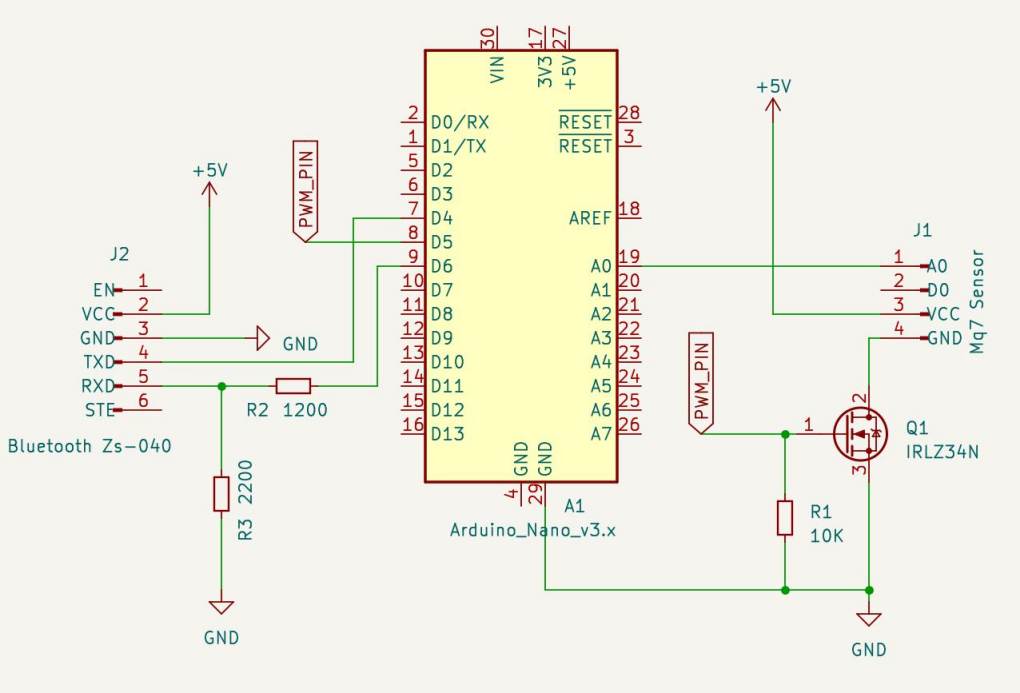 30
VIN
17
3V3
27
+5V
2 D0/RX
1 D1/TX
5 D2
6 D3
7 D4
8 D5
9 D6
10 D7
11 D8
12 D9
13 D10
14 D11
15 D12
16 D13
RESET 28
RESET 3
AREF 18
A0 19
A1 20
A2 21
A3 22
A4 23
A5 24
A6 25
A7 26
GND
4
GND
29
A1
Arduino_Nano_v3.x
PWM_PIN
+5V
J2
EN 1
VCC 2
GND 3
TXD 4
RXD 5
STE 6
Bluetooth Zs-040
GND
R2 1200
R3 2200
GND
+5V
J1
1 A0
2 D0
3 VCC
4 GND
Mq7 Sensor
PWM_PIN
1
2
3
Q1
IRLZ34N
R1
10K
GND